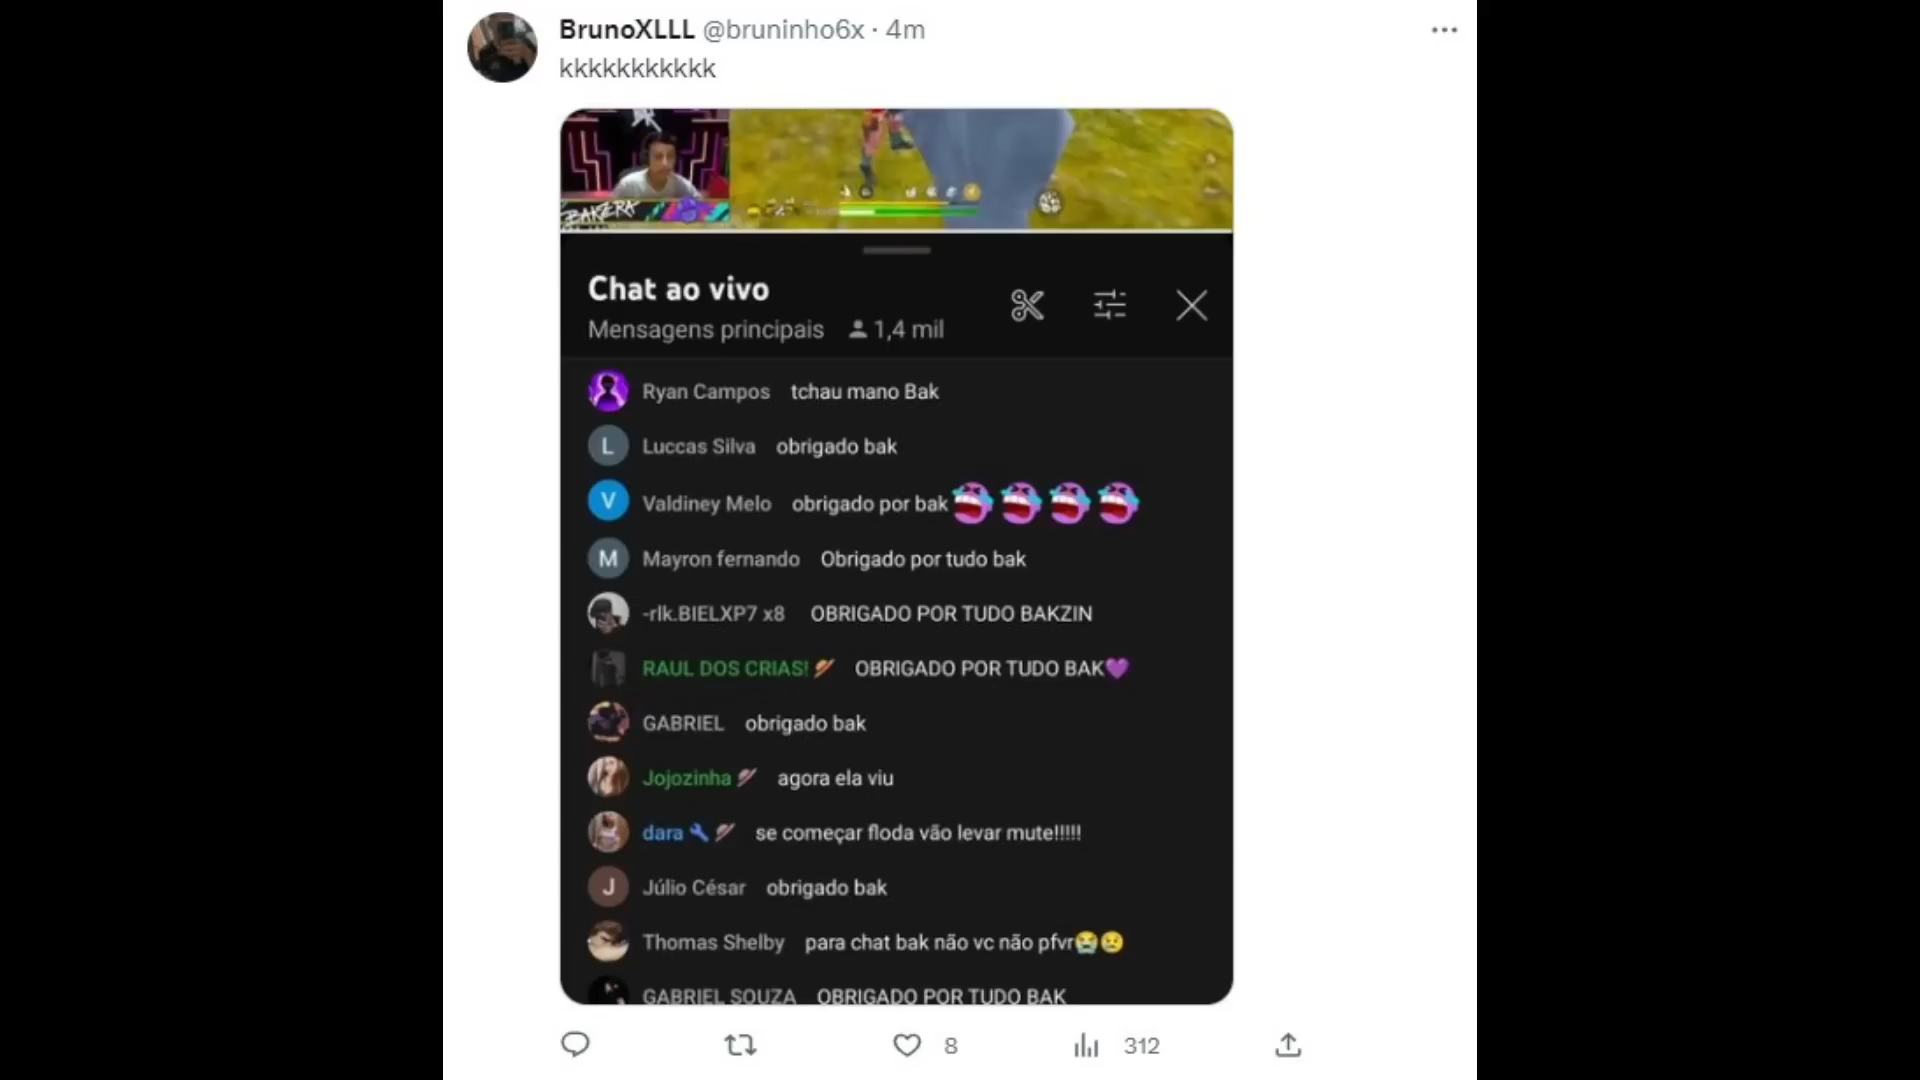 BrunoXLLL @bruninho6x · 4m
kkkkkkkkkkk
BAKZERA
Chat ao vivo
Mensagens principais 1,4 mil
Ryan Campos tchau mano Bak
L Luccas Silva obrigado bak
V Valdiney Melo obrigado por bak
M Mayron fernando Obrigado por tudo bak
-rlk.BIELXP7 x8 OBRIGADO POR TUDO BAKZIN
RAUL DOS CRIAS! OBRIGADO POR TUDO BAK💜
GABRIEL obrigado bak
Jojozinha agora ela viu
dara se começar floda vão levar mute!!!!!
J Júlio César obrigado bak
Thomas Shelby para chat bak não vc não pfvr😭😢
GABRIEL SOUZA OBRIGADO POR TUDO BAK
8 312